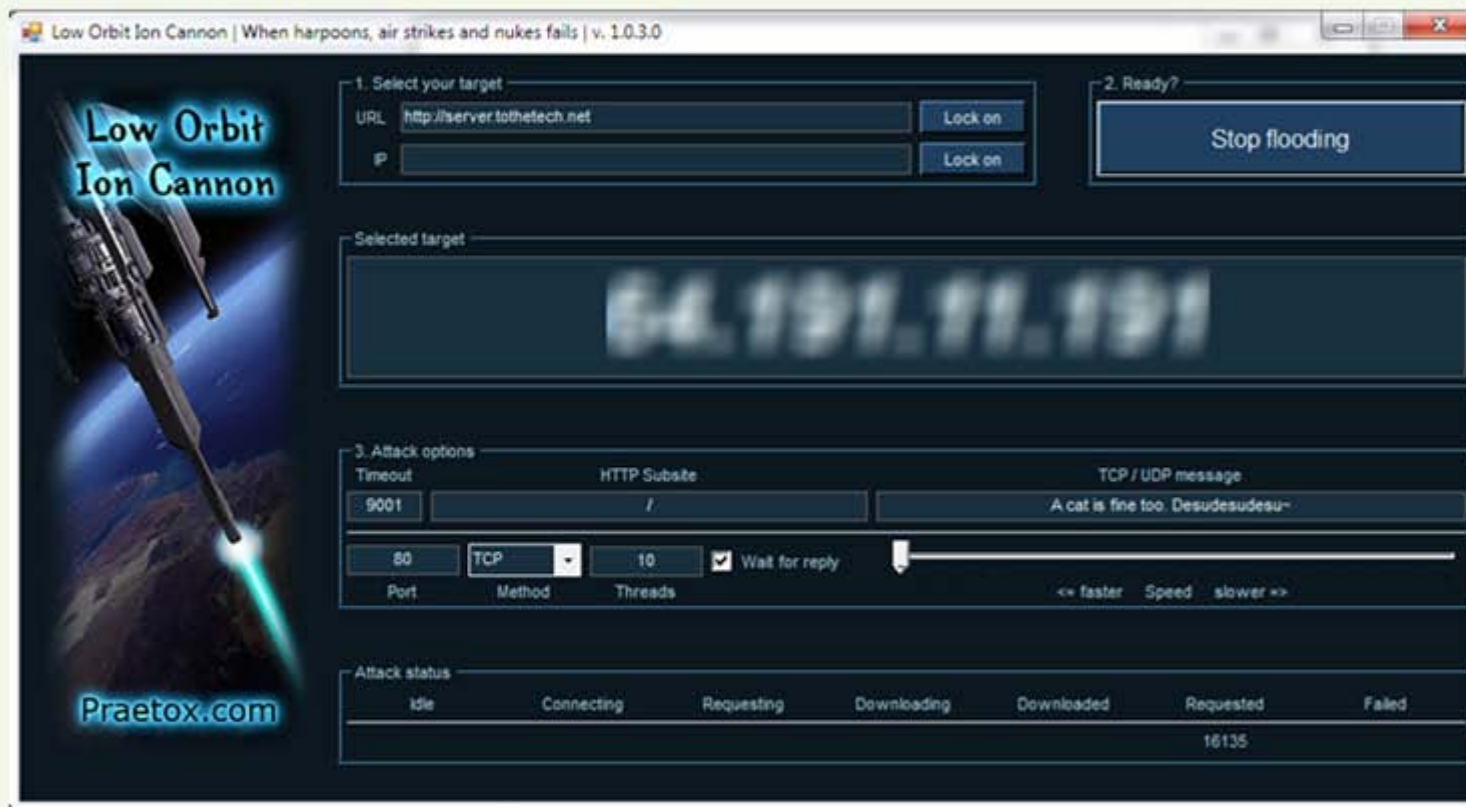 Low Orbit Ion Cannon | When harpoons, air strikes and nukes fails | v. 1.0.3.0
Low Orbit
Ion Cannon
Praetox.com
1. Select your target
URL http://server.tothetech.net Lock on
IP Lock on
2. Ready?
Stop flooding
Selected target
3. Attack options
Timeout HTTP Subsite TCP / UDP message
9001 / A cat is fine too. Desudesudesu~
80 TCP 10 Wait for reply
Port Method Threads <= faster Speed slower =>
Attack status
Idle Connecting Requesting Downloading Downloaded Requested Failed
16135